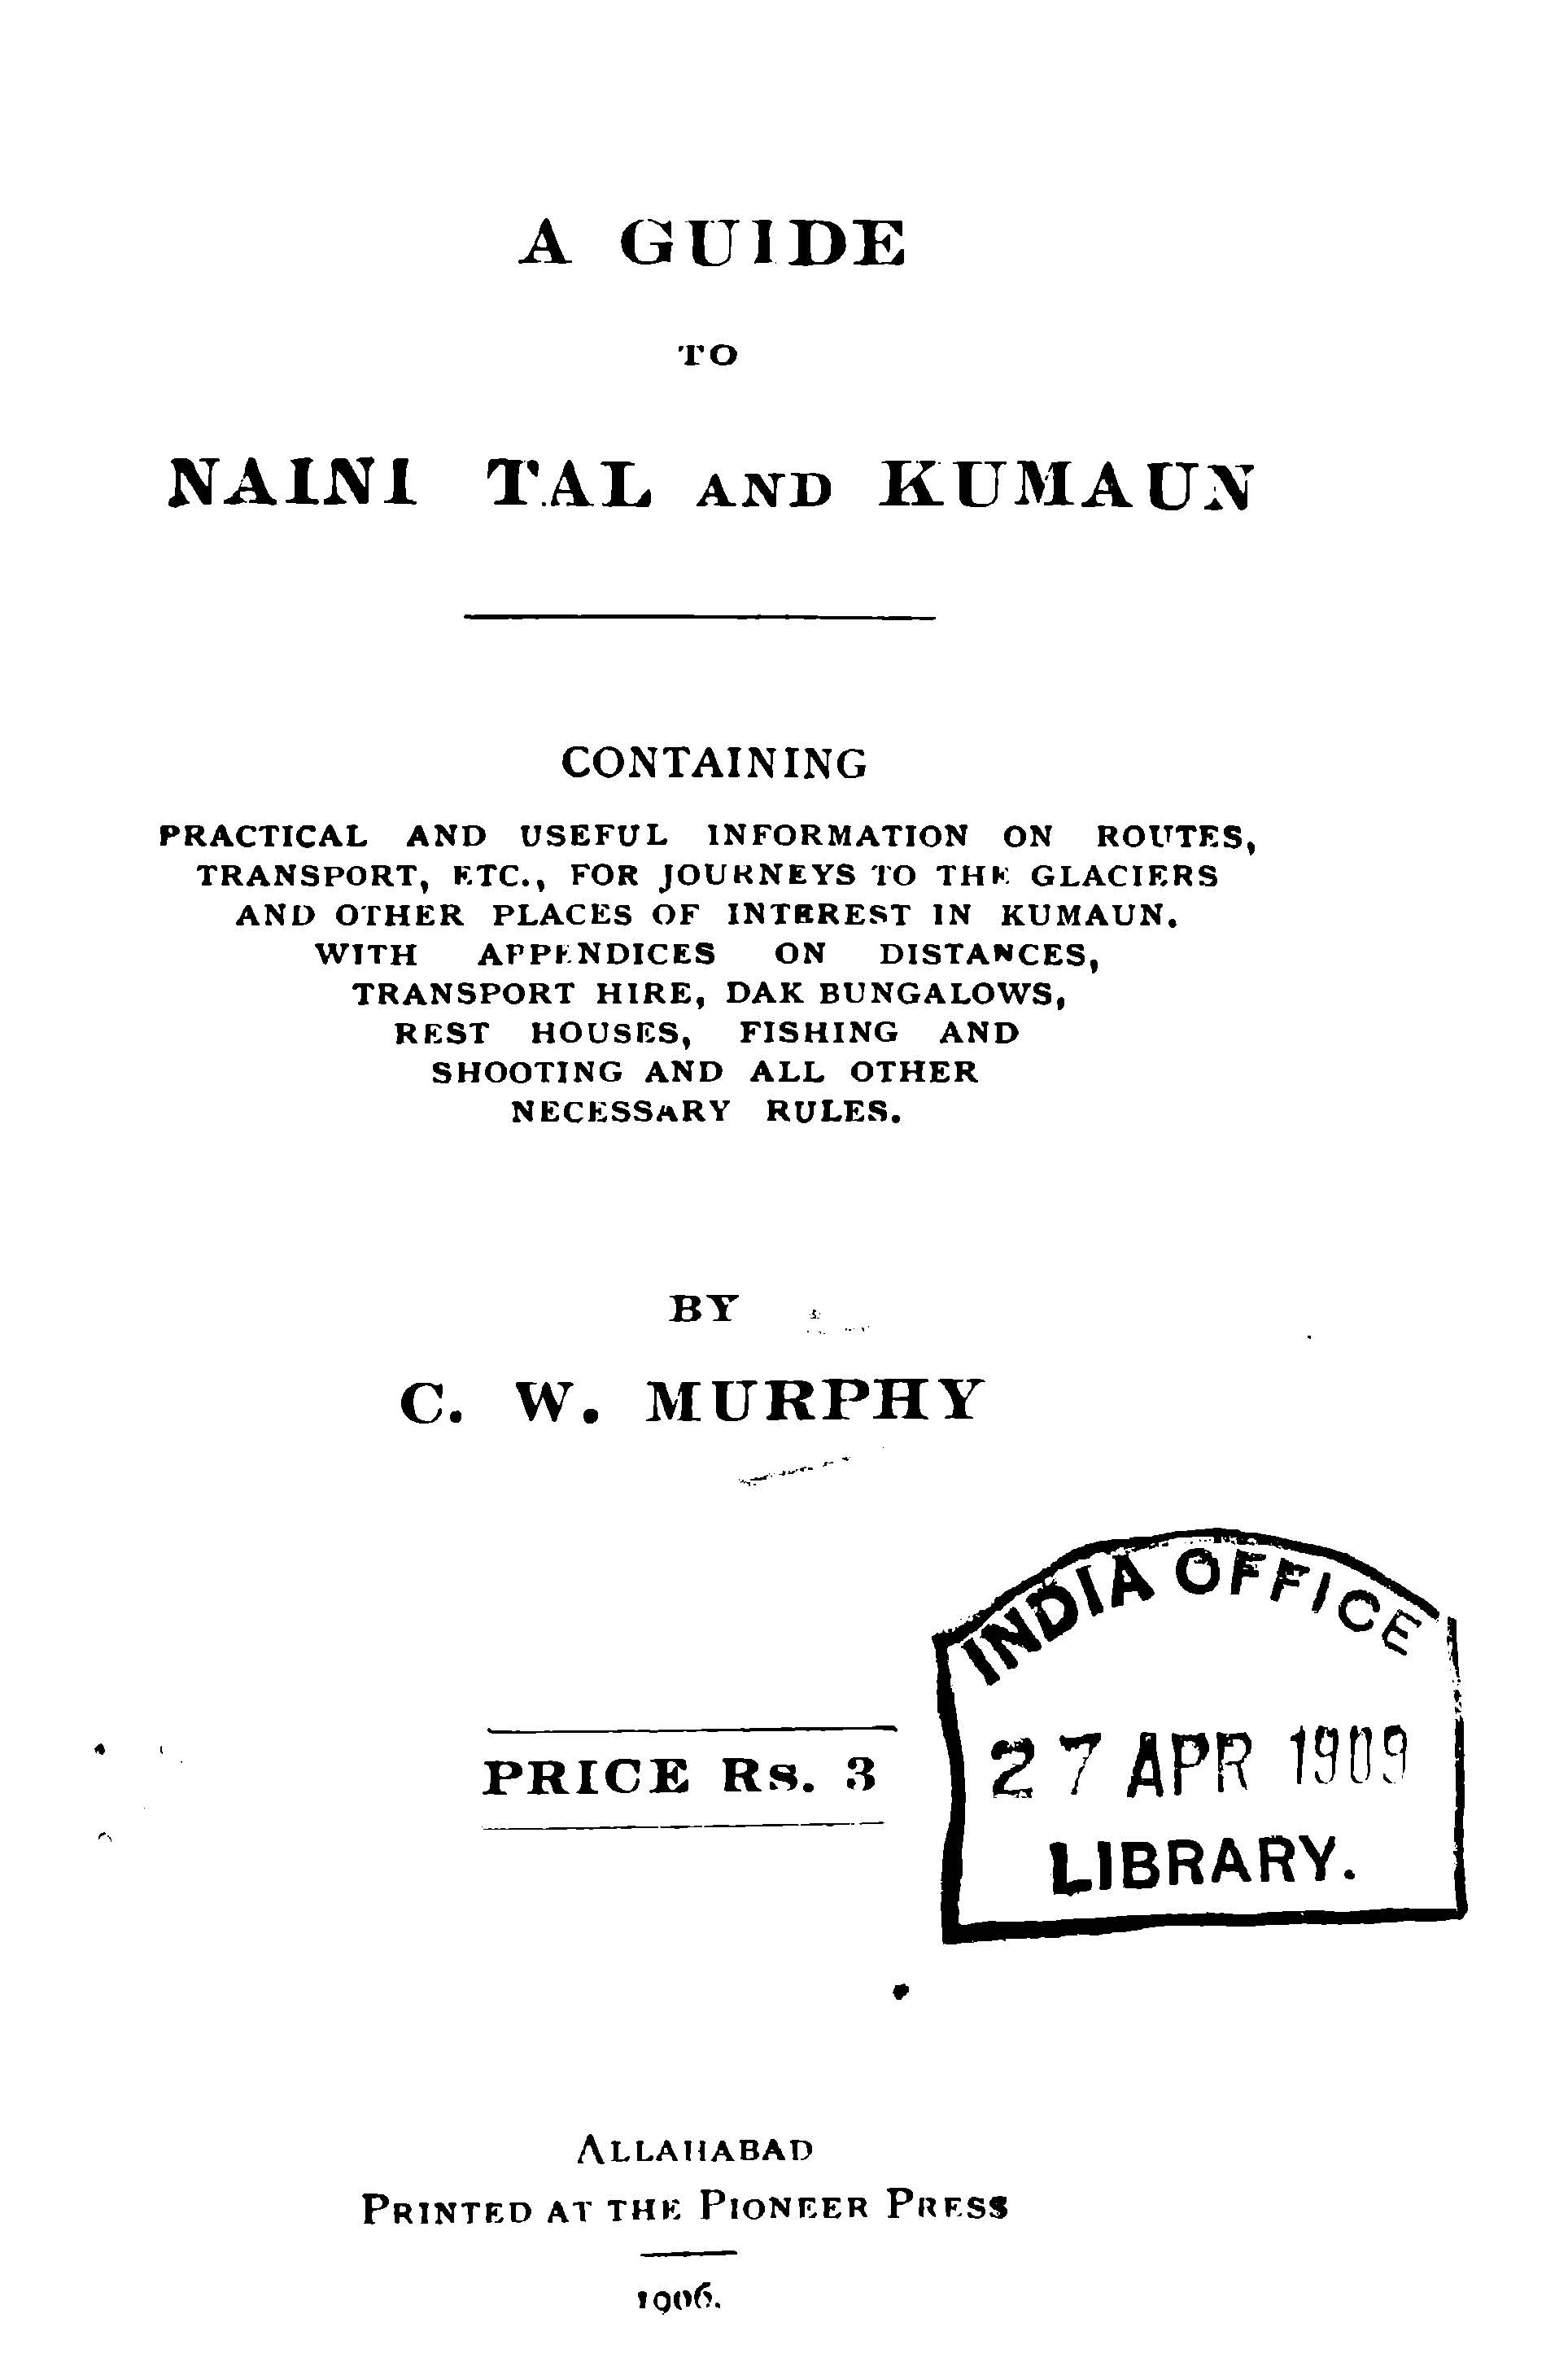 A GUIDE
TO
NAINI TAL AND KUMAUN
CONTAINING
PRACTICAL AND USEFUL INFORMATION ON ROUTES,
TRANSPORT, ETC., FOR JOURNEYS TO THE GLACIERS
AND OTHER PLACES OF INTEREST IN KUMAUN.
WITH APPENDICES ON DISTANCES,
TRANSPORT HIRE, DAK BUNGALOWS,
REST HOUSES, FISHING AND
SHOOTING AND ALL OTHER
NECESSARY RULES.
BY
C. W. MURPHY
INDIA OFFICE
27 APR 1909
LIBRARY.
PRICE Rs. 3
ALLAHABAD
PRINTED AT THE PIONEER PRESS
1906.